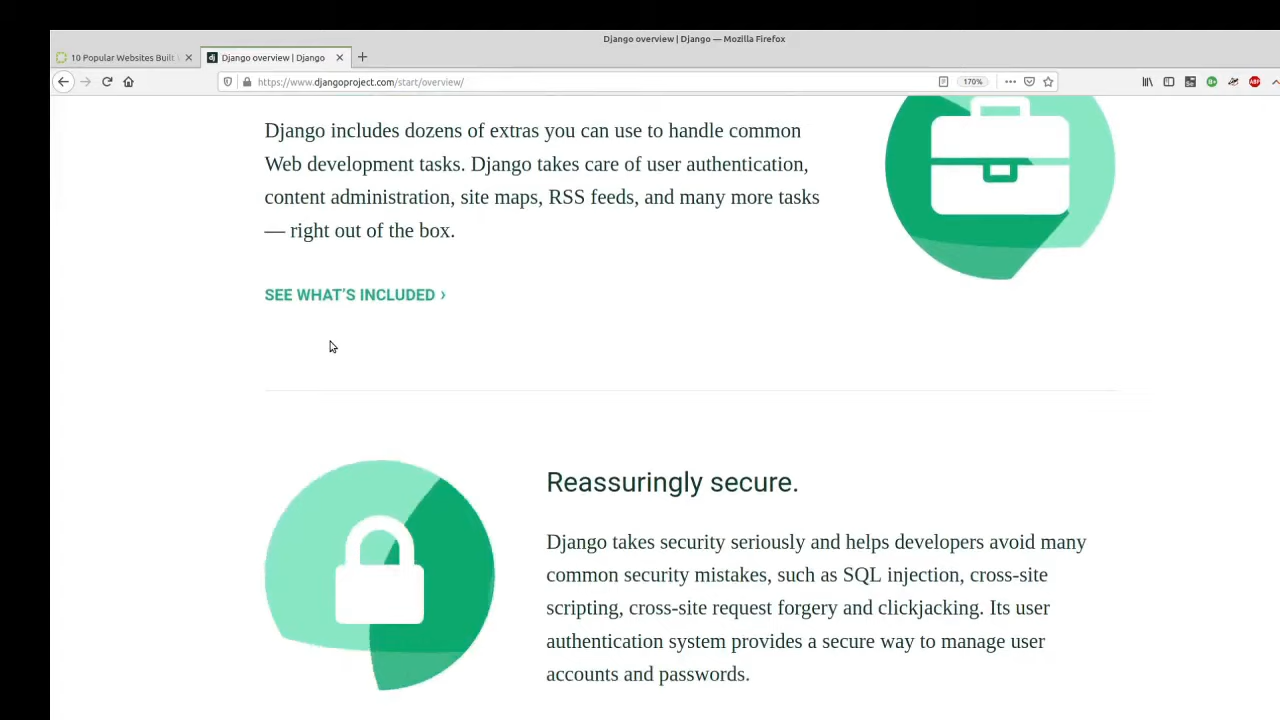 Django overview | Django — Mozilla Firefox
10 Popular Websites Built
Django overview | Django
https://www.djangoproject.com/start/overview/
170%
Django includes dozens of extras you can use to handle common
Web development tasks. Django takes care of user authentication,
content administration, site maps, RSS feeds, and many more tasks
— right out of the box.
SEE WHAT’S INCLUDED ›
Reassuringly secure.
Django takes security seriously and helps developers avoid many
common security mistakes, such as SQL injection, cross-site
scripting, cross-site request forgery and clickjacking. Its user
authentication system provides a secure way to manage user
accounts and passwords.